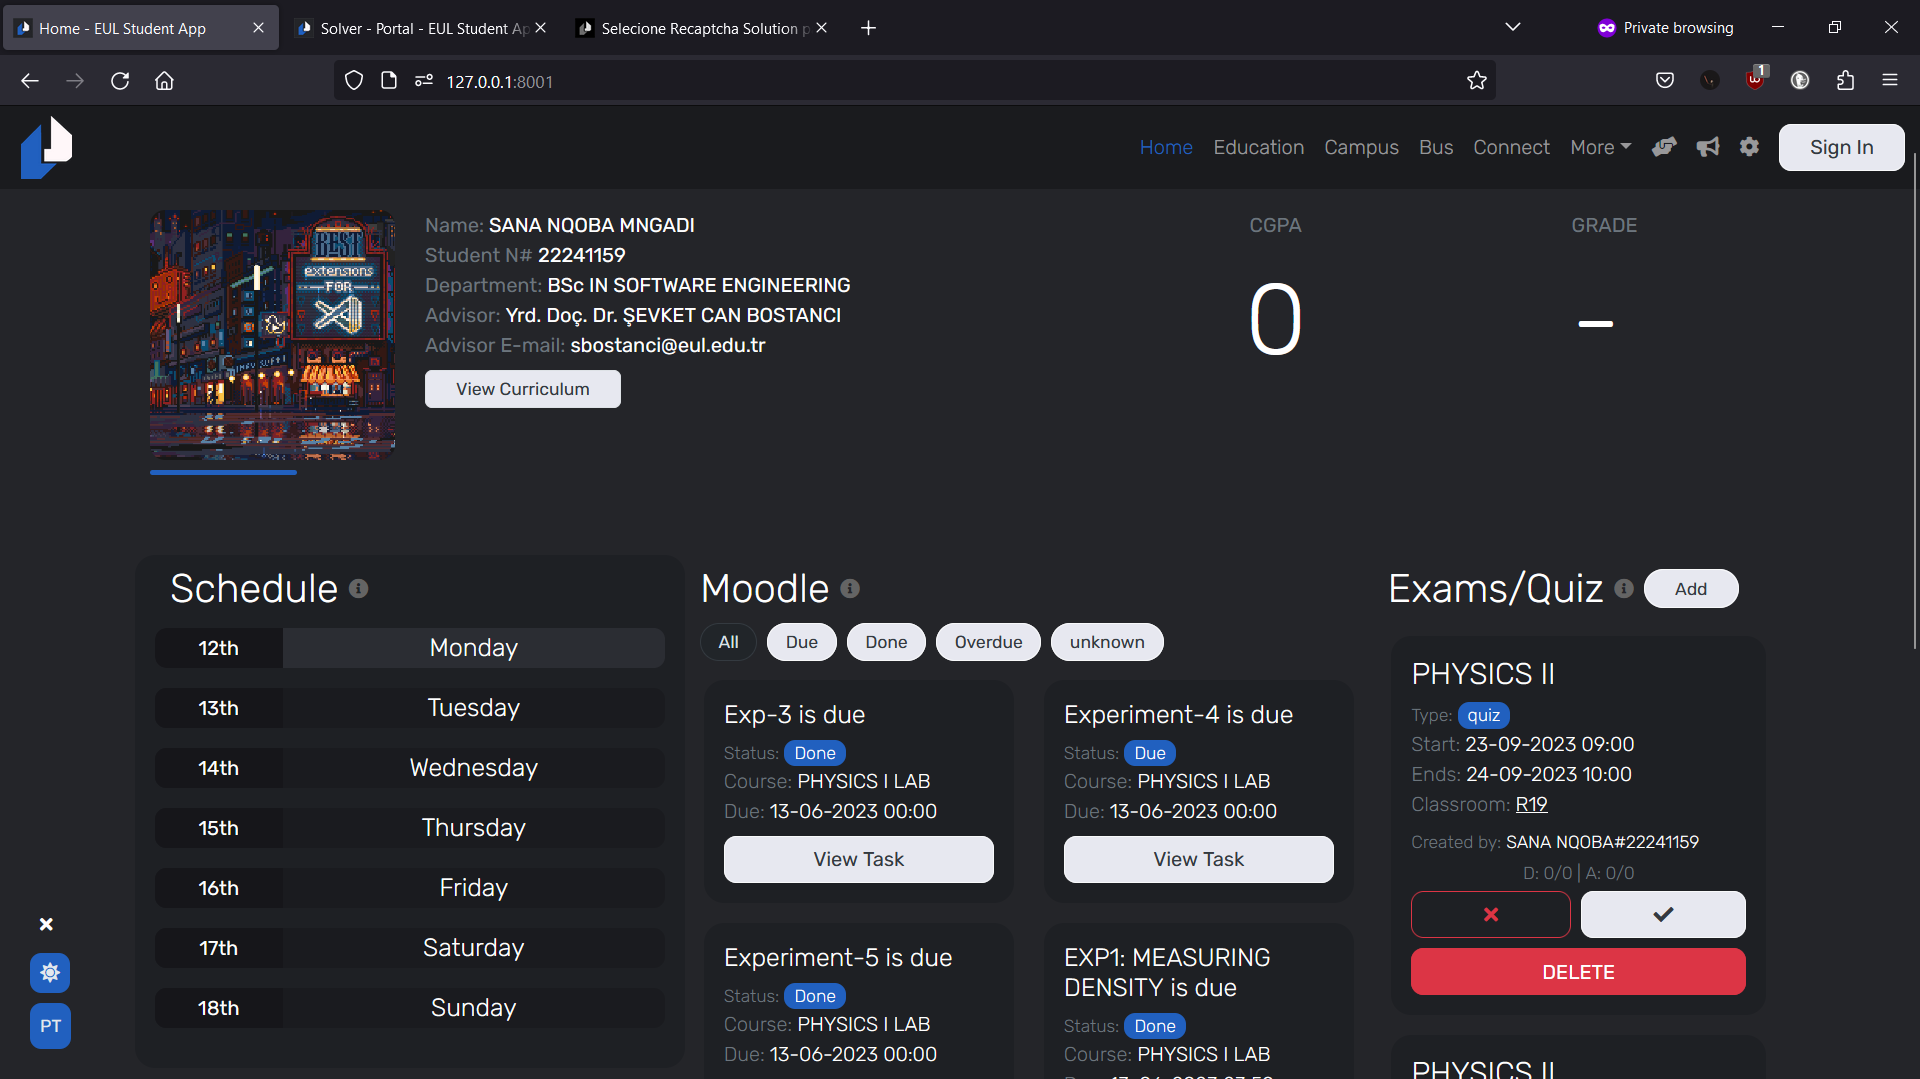 Home - EUL Student App
Solver - Portal - EUL Student Ap
Selecione Recaptcha Solution p
Private browsing
127.0.0.1:8001
1
Home Education Campus Bus Connect More Sign In
BEST
extensions
FOR
Name: SANA NQOBA MNGADI
Student N# 22241159
Department: BSc IN SOFTWARE ENGINEERING
Advisor: Yrd. Doç. Dr. ŞEVKET CAN BOSTANCI
Advisor E-mail: sbostanci@eul.edu.tr
View Curriculum
CGPA
0
GRADE
–
Schedule
12th Monday
13th Tuesday
14th Wednesday
15th Thursday
16th Friday
17th Saturday
18th Sunday
PT
Moodle
All Due Done Overdue unknown
Exp-3 is due
Status: Done
Course: PHYSICS I LAB
Due: 13-06-2023 00:00
View Task
Experiment-4 is due
Status: Due
Course: PHYSICS I LAB
Due: 13-06-2023 00:00
View Task
Experiment-5 is due
Status: Done
Course: PHYSICS I LAB
Due: 13-06-2023 00:00
EXP1: MEASURING
DENSITY is due
Status: Done
Course: PHYSICS I LAB
Exams/Quiz Add
PHYSICS II
Type: quiz
Start: 23-09-2023 09:00
Ends: 24-09-2023 10:00
Classroom: R19
Created by: SANA NQOBA#22241159
D: 0/0 | A: 0/0
DELETE
PHYSICS II